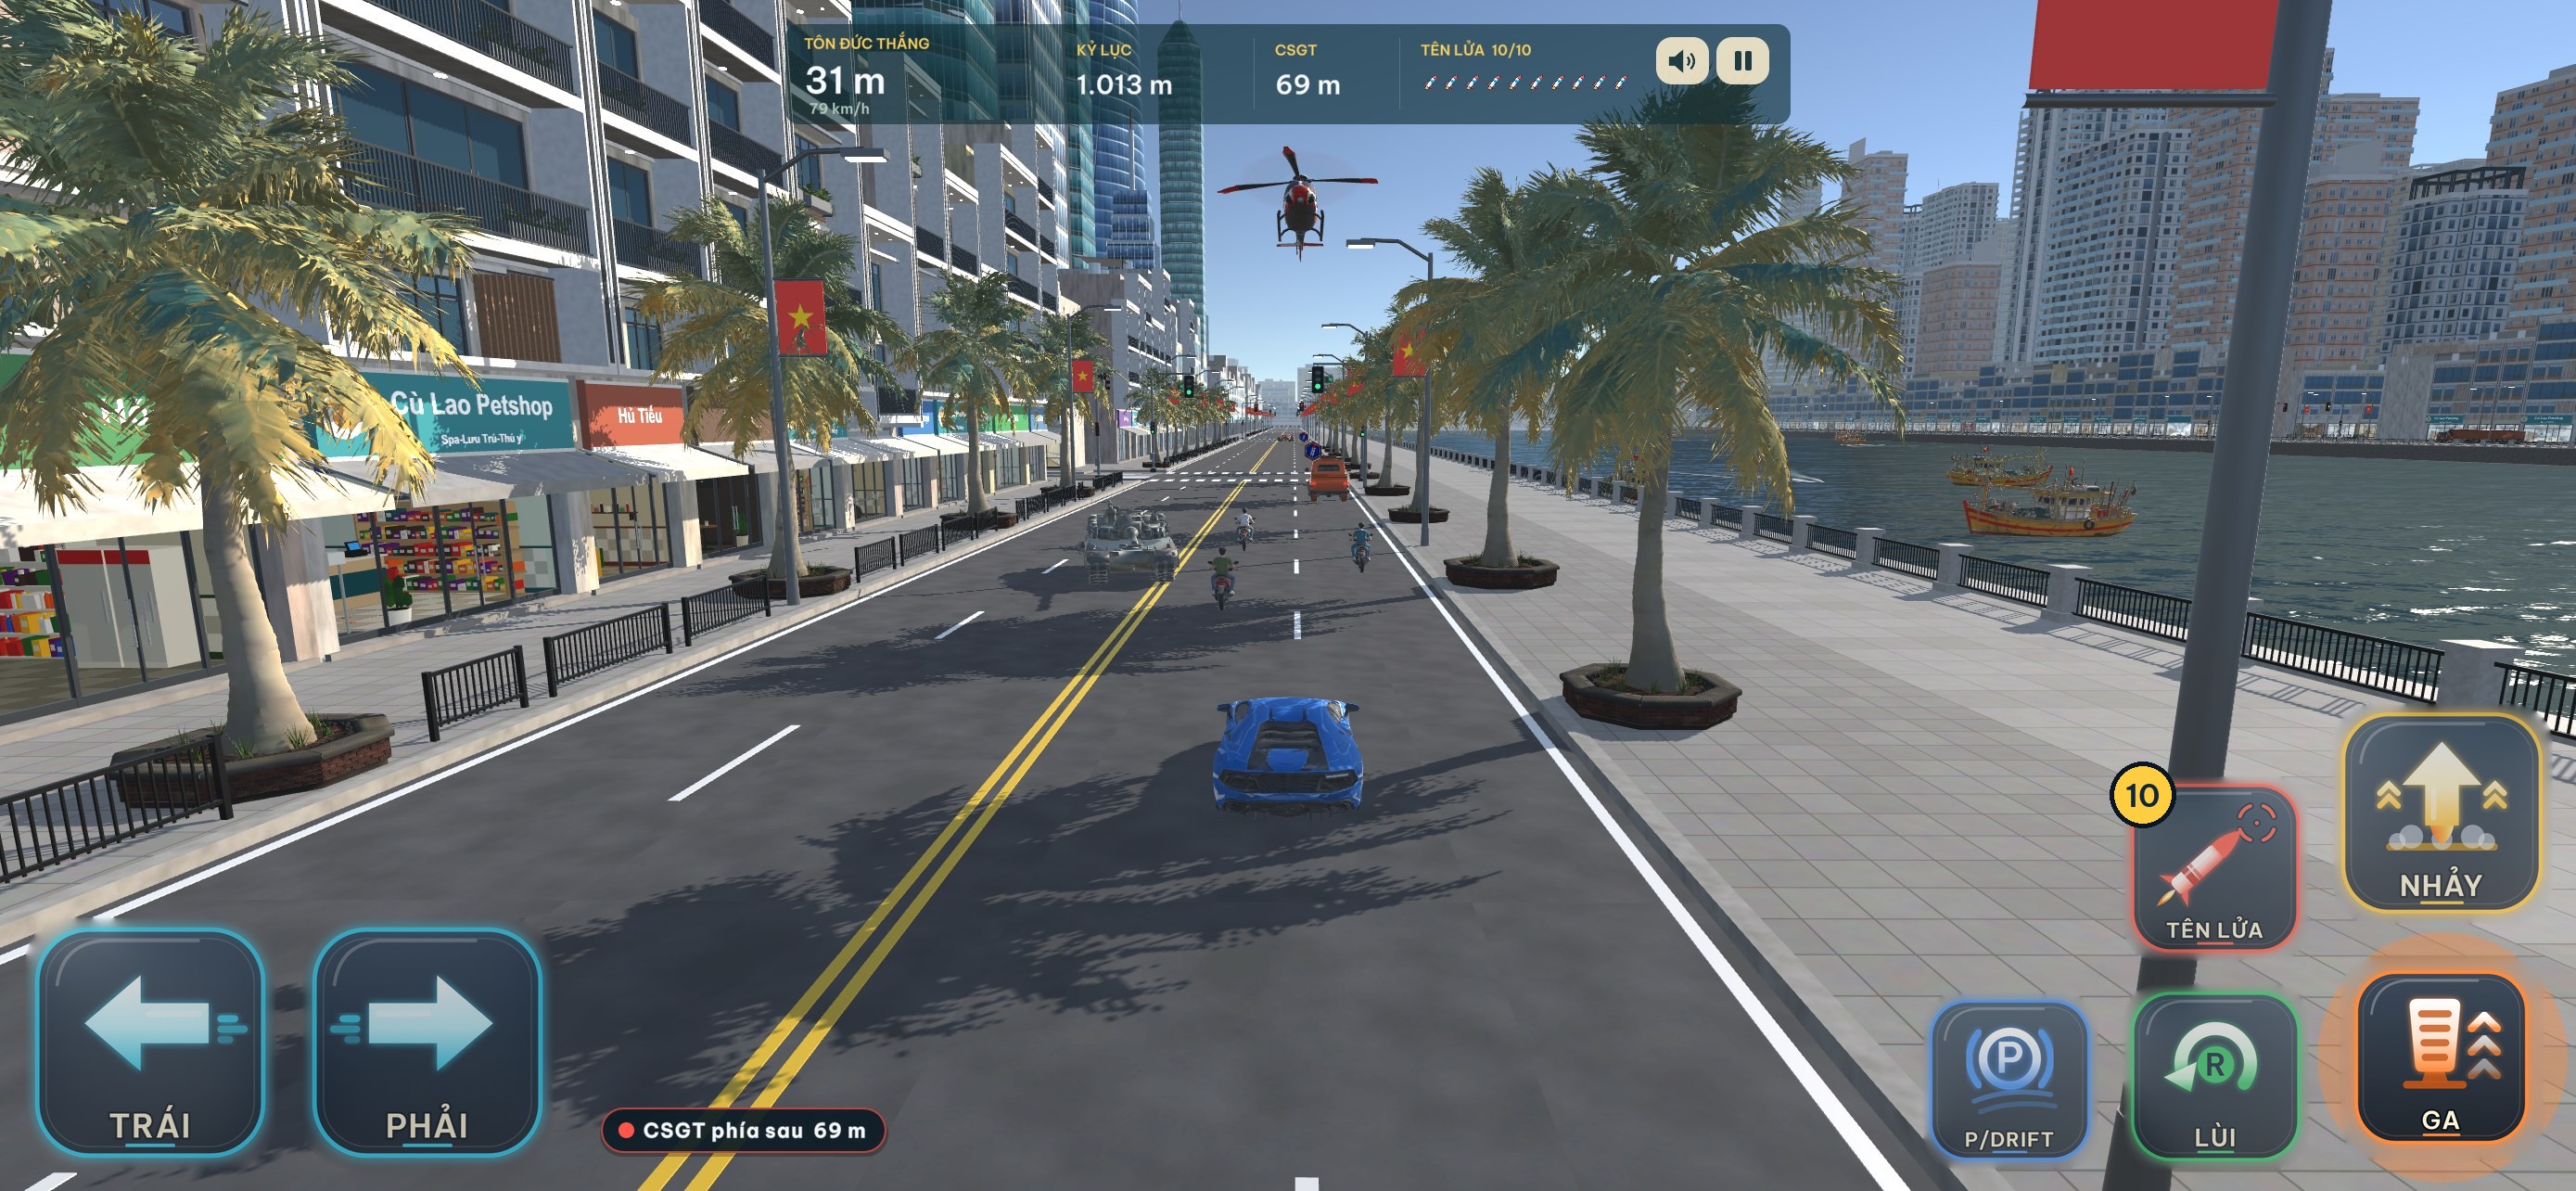 TÔN ĐỨC THẮNG
31 m
79 km/h
KỶ LỤC
1.013 m
CSGT
69 m
TÊN LỬA 10/10
Cù Lao Petshop
Spa-Lưu Trú-Thú y
Hủ Tiếu
10
TÊN LỬA
NHẢY
TRÁI
PHẢI
CSGT phía sau 69 m
P
P/DRIFT
R
LÙI
GA